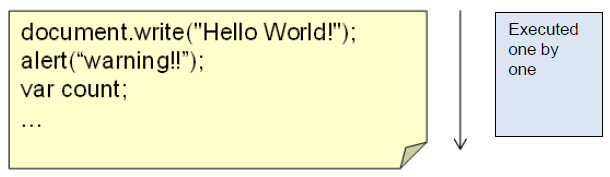 document.write("Hello World!");
alert(“warning!!”);
var count;
…
Executed
one by
one